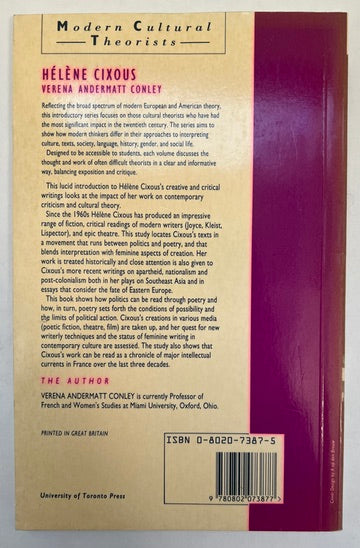 Modern Cultural
Theorists
HÉLÈNE CIXOUS
VERENA ANDERMATT CONLEY
Reflecting the broad spectrum of modern European and American theory,
this introductory series focuses on those cultural theorists who have had
the most significant impact in the twentieth century. The series aims to
show how modern thinkers differ in their approaches to interpreting
culture, texts, society, language, history, gender, and social life.
Designed to be accessible to students, each volume discusses the
thought and work of often difficult theorists in a clear and informative
way, balancing exposition and critique.
This lucid introduction to Hélène Cixous's creative and critical
writings looks at the impact of her work on contemporary
criticism and cultural theory.
Since the 1960s Hélène Cixous has produced an impressive
range of fiction, critical readings of modern writers (Joyce, Kleist,
Lispector), and epic theatre. This study locates Cixous's texts in
a movement that runs between politics and poetry, and that
blends interpretation with feminine aspects of creation. Her
work is treated historically and close attention is also given to
Cixous's more recent writings on apartheid, nationalism and
post-colonialism both in her plays on Southeast Asia and in
essays that consider the fate of Eastern Europe.
This book shows how politics can be read through poetry and
how, in turn, poetry sets forth the conditions of possibility and
the limits of political action. Cixous's creations in various media
(poetic fiction, theatre, film) are taken up, and her quest for new
writerly techniques and the status of feminine writing in
contemporary culture are assessed. The study also shows that
Cixous's work can be read as a chronicle of major intellectual
currents in France over the last three decades.
THE AUTHOR
VERENA ANDERMATT CONLEY is currently Professor of
French and Women's Studies at Miami University, Oxford, Ohio.
PRINTED IN GREAT BRITAIN
ISBN 0-8020-7387-5
9 780802 073877
University of Toronto Press